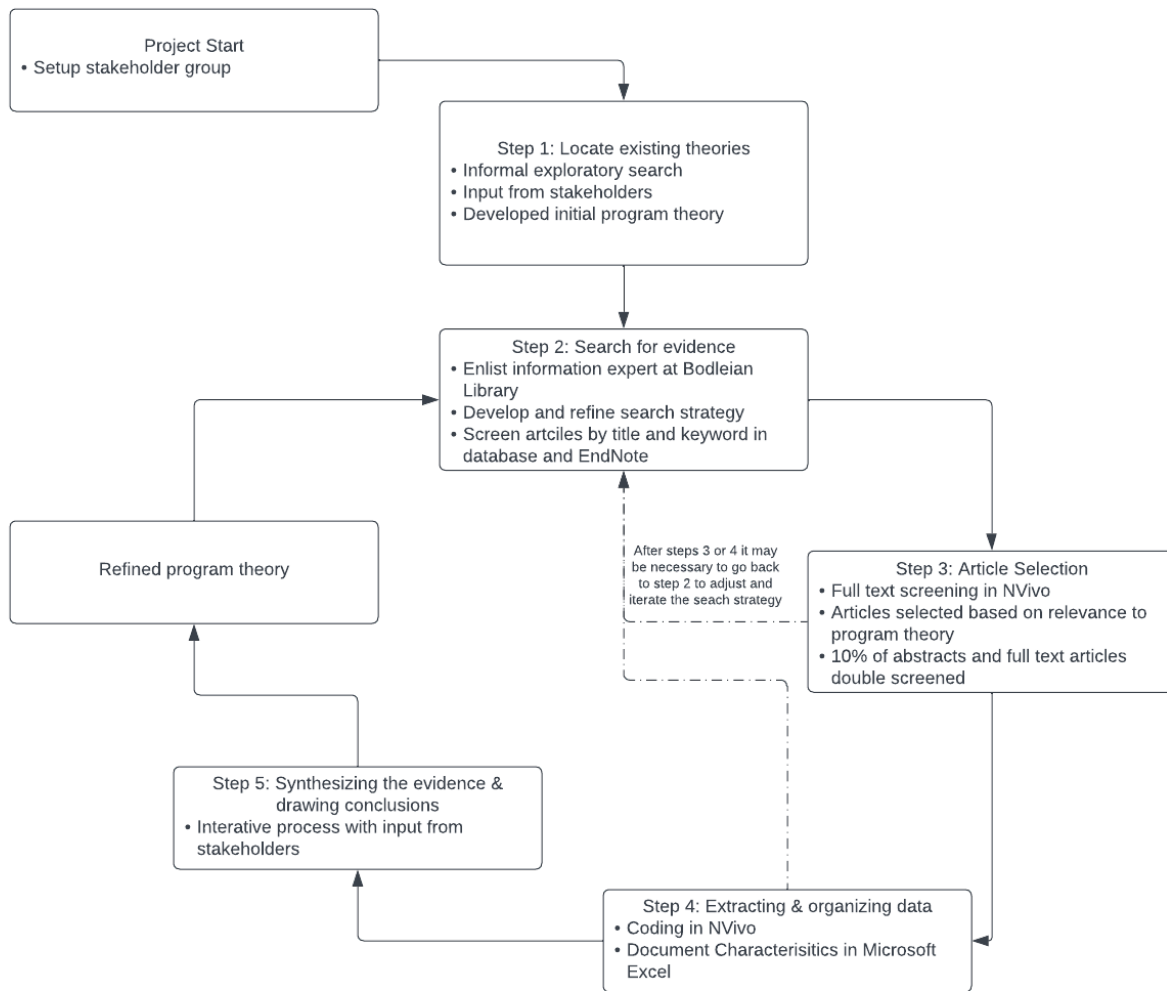 Project Start
• Setup stakeholder group
Step 1: Locate existing theories
• Informal exploratory search
• Input from stakeholders
• Developed initial program theory
Step 2: Search for evidence
• Enlist information expert at Bodleian
Library
• Develop and refine search strategy
• Screen artciles by title and keyword in
database and EndNote
After steps 3 or 4 it may
be necessary to go back
to step 2 to adjust and
iterate the seach strategy
Step 3: Article Selection
• Full text screening in NVivo
• Articles selected based on relevance to
program theory
• 10% of abstracts and full text articles
double screened
Refined program theory
Step 5: Synthesizing the evidence &
drawing conclusions
• Interative process with input from
stakeholders
Step 4: Extracting & organizing data
• Coding in NVivo
• Document Characterisitics in Microsoft
Excel